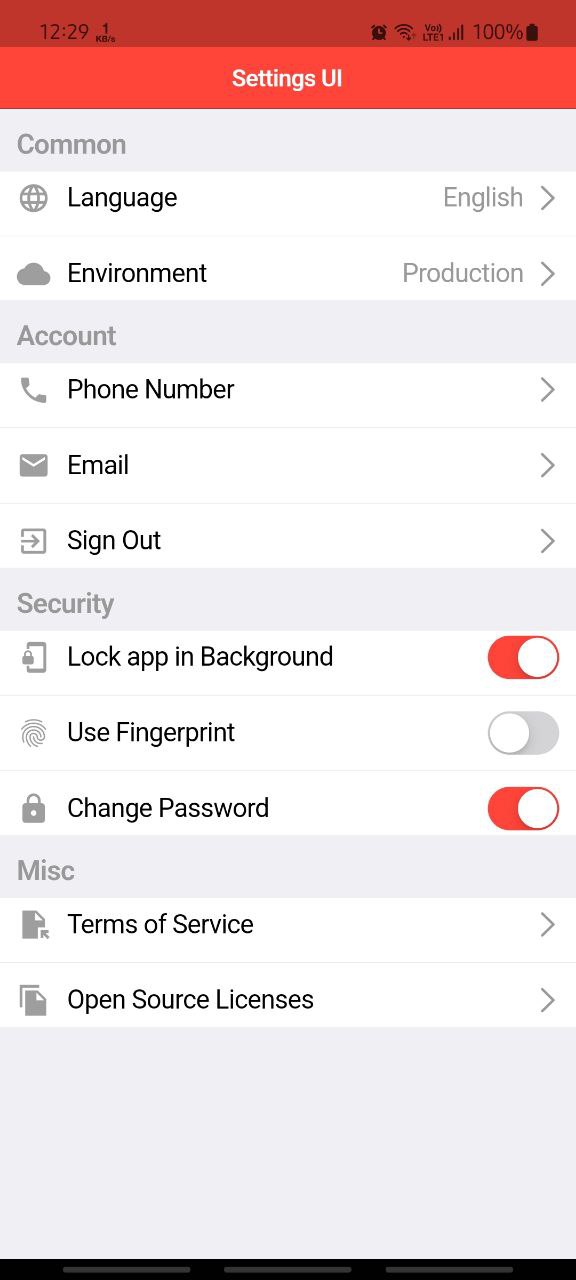 12:29 1 KB/s Vo) LTE1 100%
Settings UI
Common
Language English
Environment Production
Account
Phone Number
Email
Sign Out
Security
Lock app in Background
Use Fingerprint
Change Password
Misc
Terms of Service
Open Source Licenses